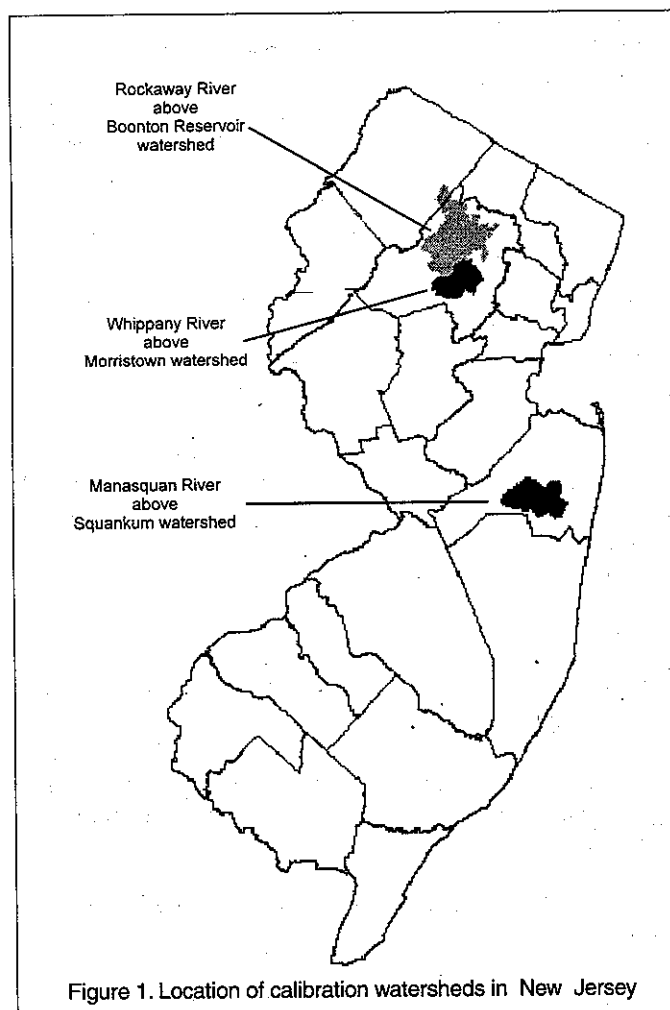 Rockaway River
above
Boonton Reservoir
watershed
Whippany River
above
Morristown watershed
Manasquan River
above
Squankum watershed
Figure 1. Location of calibration watersheds in New Jersey